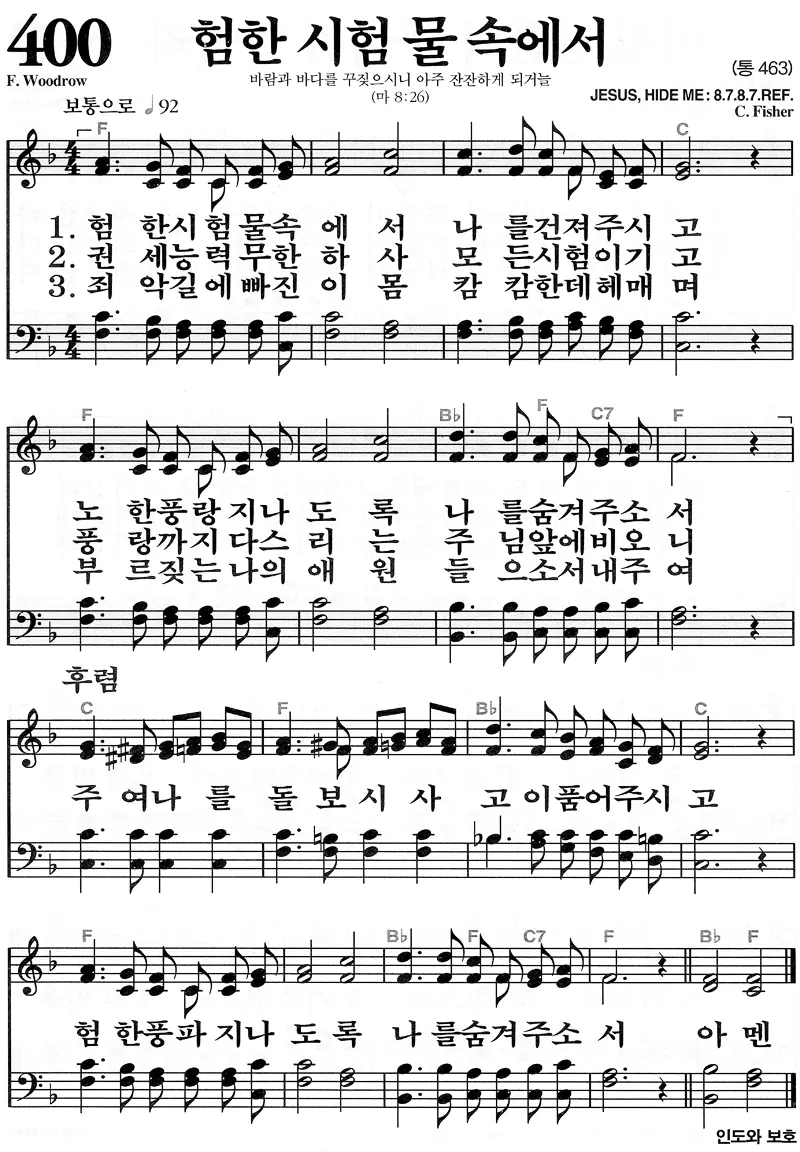 400 험한 시험 물 속에서
F. Woodrow 바람과 바다를 꾸짖으시니 아주 잔잔하게 되거늘 (통 463)
(마 8:26)
보통으로 ♩92 JESUS, HIDE ME : 8.7.8.7.REF.
C. Fisher
F C
1. 험 한시험물속 에 서 나 를건져주시 고
2. 권 세능력무한 하 사 모 든시험이기 고
3. 죄 악길에빠진 이 몸 캄 캄한데헤매 며
F B♭ F C7 F
노 한풍랑지나 도 록 나 를숨겨주소 서
풍 랑까지다스 리 는 주 님앞에비오 니
부 르짖는나의 애 원 들 으소서내주 여
후렴
C F B♭ C
주 여나 를 돌 보 시 사 고 이품어주시 고
F B♭ F C7 F B♭ F
험 한풍파지나 도 록 나 를숨겨주소 서 아 멘
인도와 보호